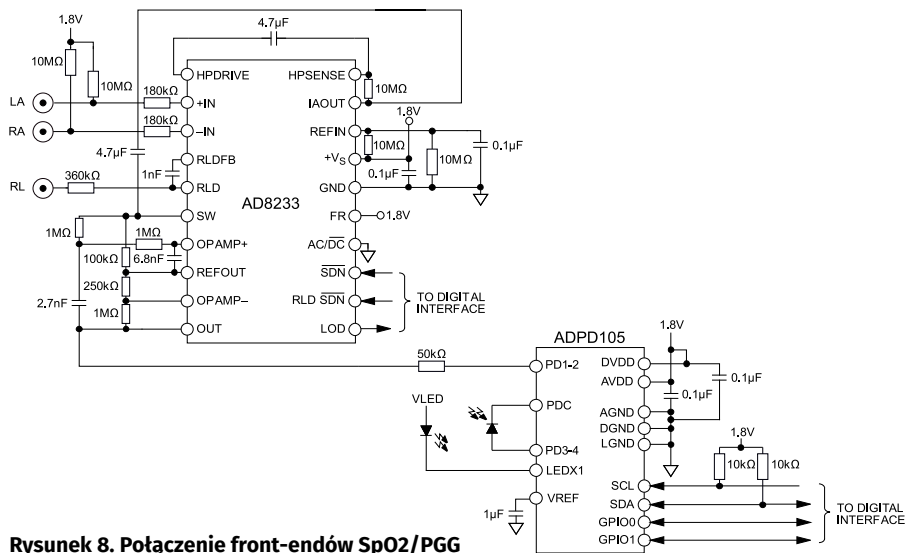 1.8V
10MΩ
10MΩ
LA
180kΩ
RA
180kΩ
4.7µF
1nF
RL
360kΩ
4.7µF
HPDRIVE
+IN
–IN
RLDFB
RLD
SW
OPAMP+
REFOUT
OPAMP–
OUT
AD8233
HPSENSE
IAOUT
REFIN
+VS
GND
FR
AC/DC
SDN
RLD SDN
LOD
10MΩ
1.8V
10MΩ
0.1µF
10MΩ
0.1µF
1.8V
TO DIGITAL
INTERFACE
1MΩ
1MΩ
100kΩ
6.8nF
250kΩ
2.7nF
1MΩ
50kΩ
ADPD105
PD1-2
PDC
PD3-4
LEDX1
VREF
VLED
1µF
DVDD
AVDD
AGND
DGND
LGND
SCL
SDA
GPIO0
GPIO1
1.8V
0.1µF
0.1µF
1.8V
10kΩ
10kΩ
TO DIGITAL
INTERFACE
Rysunek 8. Połączenie front-endów SpO2/PGG